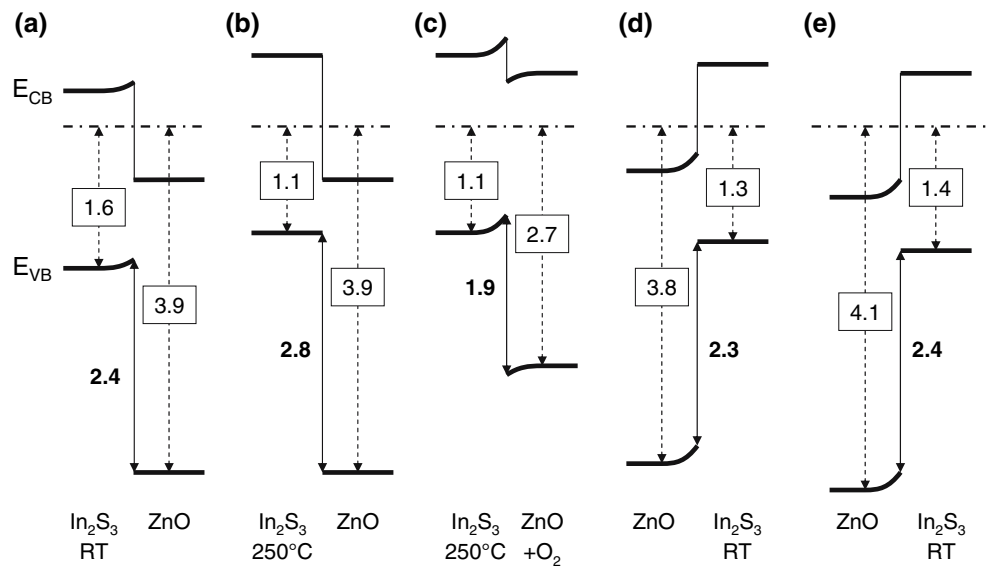 (a)
(b)
(c)
(d)
(e)
E_CB
E_VB
1.6
3.9
2.4
1.1
3.9
2.8
1.1
2.7
1.9
3.8
1.3
2.3
4.1
1.4
2.4
In₂S₃ ZnO
RT
In₂S₃ ZnO
250°C
In₂S₃ ZnO
250°C +O₂
ZnO In₂S₃
RT
ZnO In₂S₃
RT